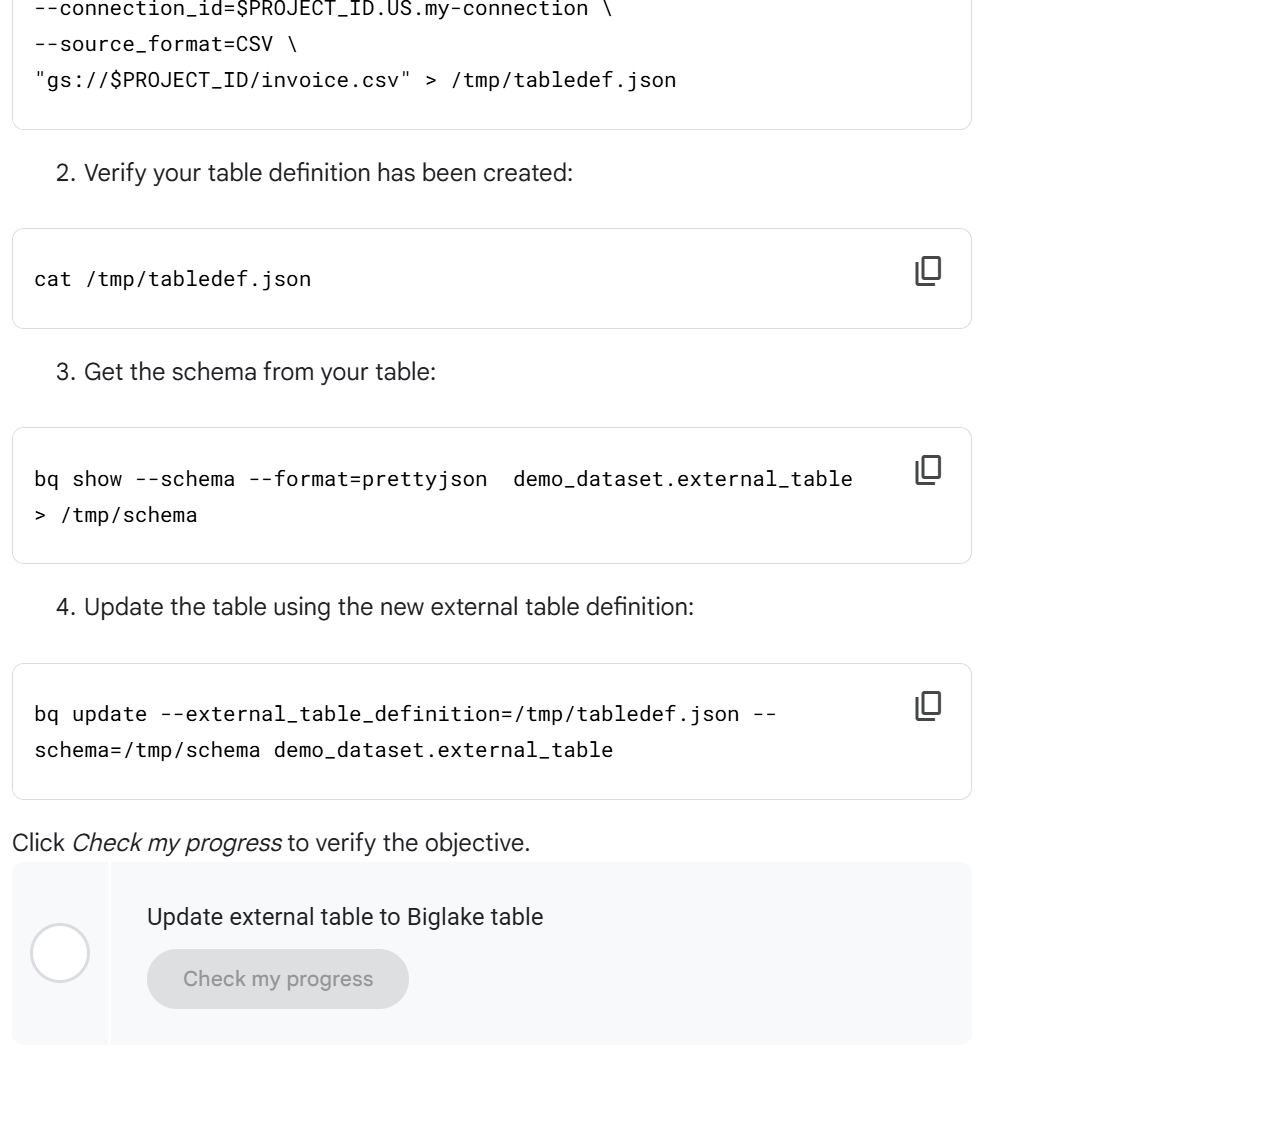 --connection_id=$PROJECT_ID.US.my-connection \
--source_format=CSV \
"gs://$PROJECT_ID/invoice.csv" > /tmp/tabledef.json
2. Verify your table definition has been created:
cat /tmp/tabledef.json
3. Get the schema from your table:
bq show --schema --format=prettyjson  demo_dataset.external_table
> /tmp/schema
4. Update the table using the new external table definition:
bq update --external_table_definition=/tmp/tabledef.json --
schema=/tmp/schema demo_dataset.external_table
Click Check my progress to verify the objective.
Update external table to Biglake table
Check my progress